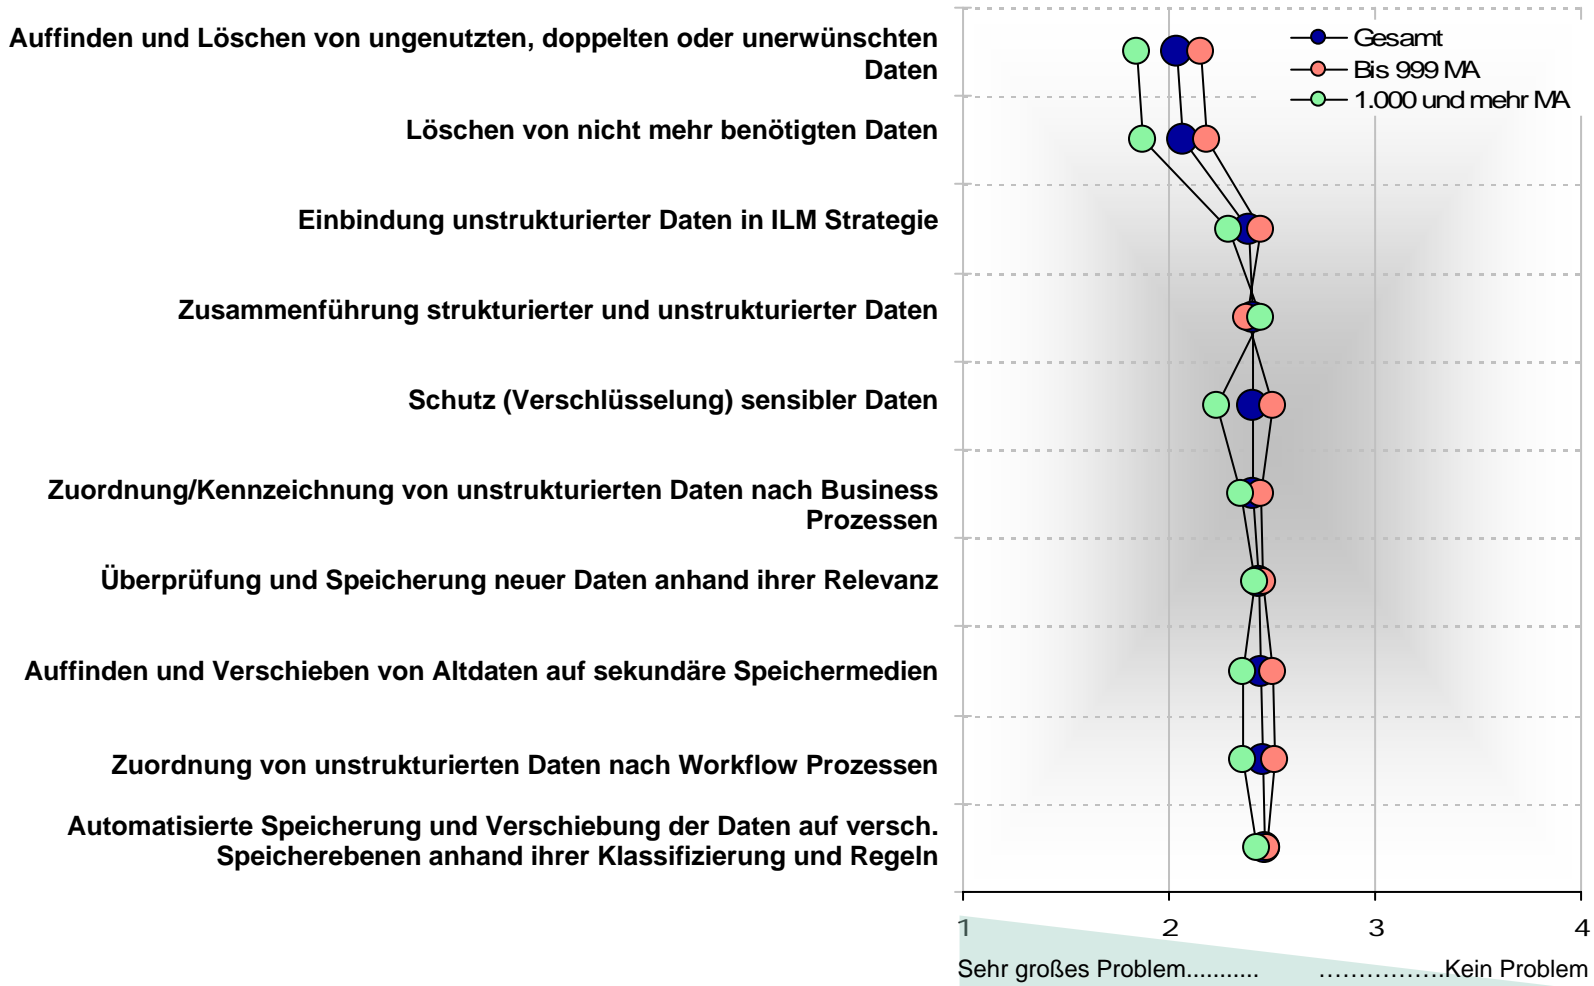 Auffinden und Löschen von ungenutzten, doppelten oder unerwünschten
Daten
Löschen von nicht mehr benötigten Daten
Einbindung unstrukturierter Daten in ILM Strategie
Zusammenführung strukturierter und unstrukturierter Daten
Schutz (Verschlüsselung) sensibler Daten
Zuordnung/Kennzeichnung von unstrukturierten Daten nach Business
Prozessen
Überprüfung und Speicherung neuer Daten anhand ihrer Relevanz
Auffinden und Verschieben von Altdaten auf sekundäre Speichermedien
Zuordnung von unstrukturierten Daten nach Workflow Prozessen
Automatisierte Speicherung und Verschiebung der Daten auf versch.
Speicherebenen anhand ihrer Klassifizierung und Regeln
Gesamt
Bis 999 MA
1.000 und mehr MA
1 2 3 4
Sehr großes Problem........... ................Kein Problem